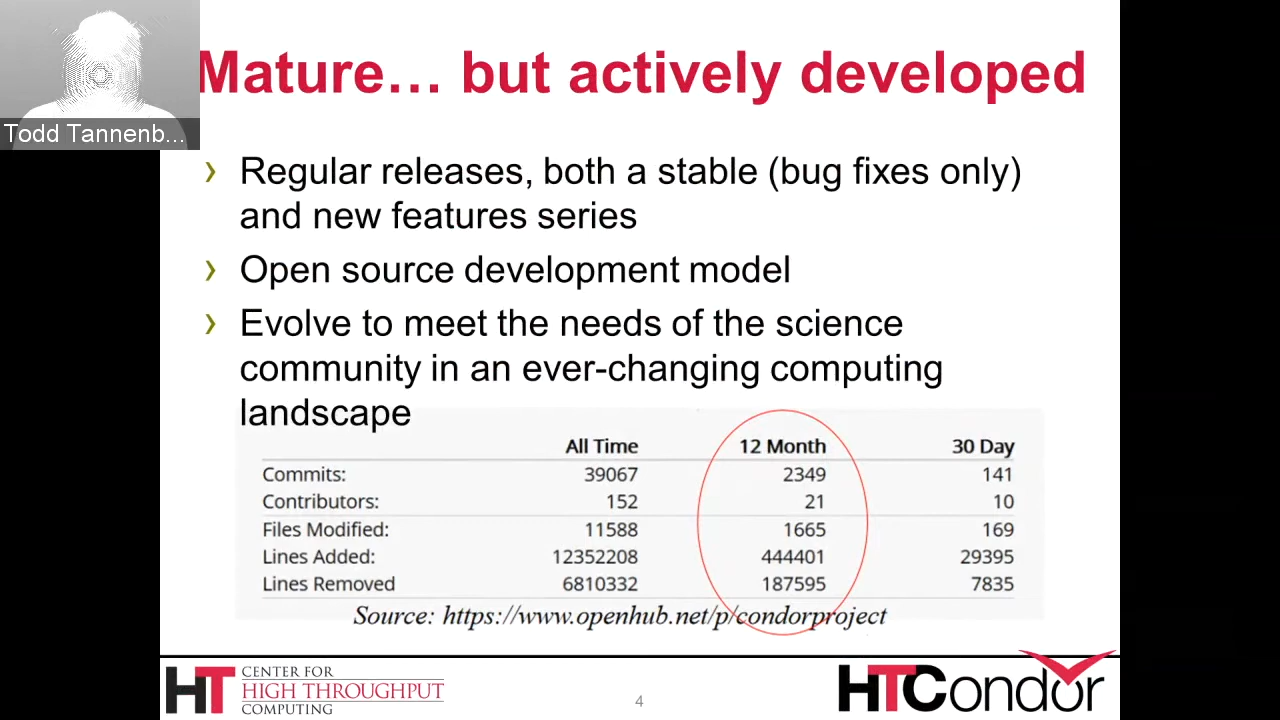 Todd Tannenb...
Mature... but actively developed
› Regular releases, both a stable (bug fixes only)
and new features series
› Open source development model
› Evolve to meet the needs of the science
community in an ever-changing computing
landscape
All Time 12 Month 30 Day
Commits: 39067 2349 141
Contributors: 152 21 10
Files Modified: 11588 1665 169
Lines Added: 12352208 444401 29395
Lines Removed 6810332 187595 7835
Source: https://www.openhub.net/p/condorproject
HT
CENTER FOR
HIGH THROUGHPUT
COMPUTING
4
HTCondor